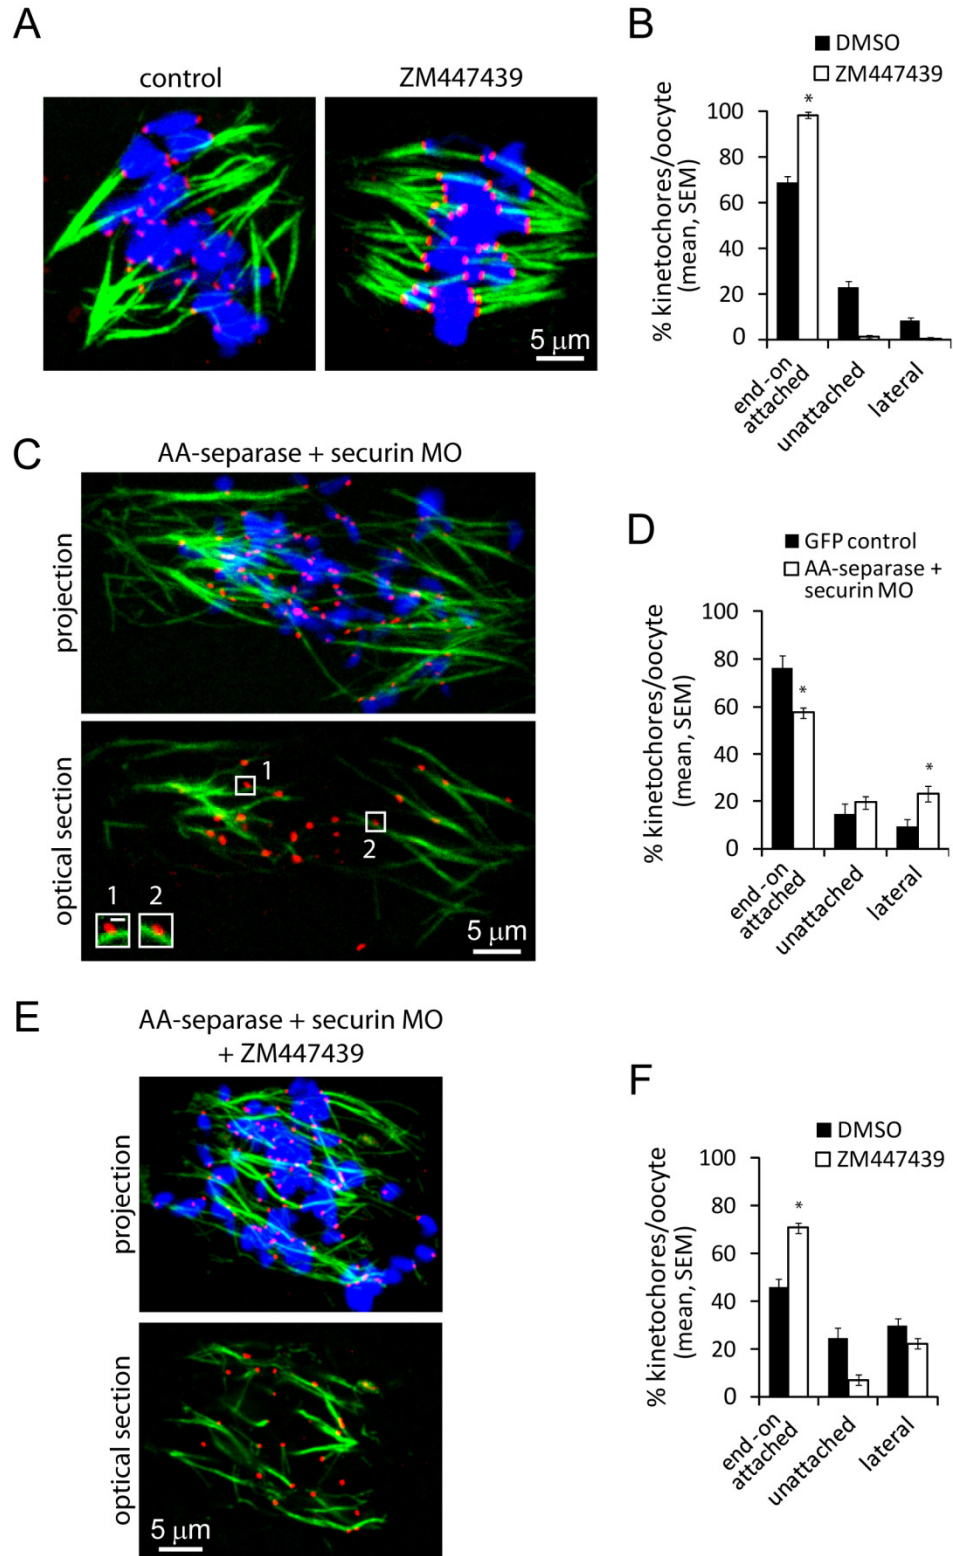 A
control
ZM447439
5 μm
B
DMSO
ZM447439
% kinetochores/oocyte
(mean, SEM)
100
80
60
40
20
0
*
end-on
attached
unattached
lateral
C
AA-separase + securin MO
projection
optical section
1
2
1
2
5 μm
D
GFP control
AA-separase +
securin MO
% kinetochores/oocyte
(mean, SEM)
100
80
60
40
20
0
*
*
end-on
attached
unattached
lateral
E
AA-separase + securin MO
+ ZM447439
projection
optical section
5 μm
F
DMSO
ZM447439
% kinetochores/oocyte
(mean, SEM)
100
80
60
40
20
0
*
end-on
attached
unattached
lateral